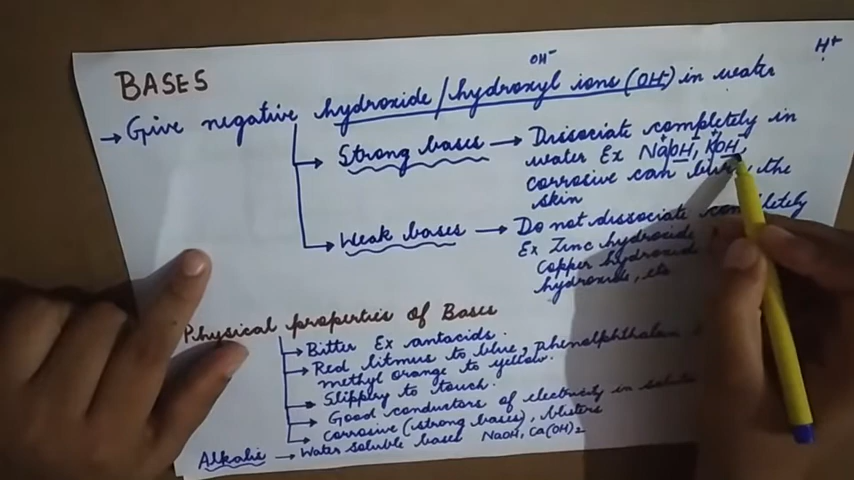 H+
BASES
OH-
→ Give negative hydroxide/hydroxyl ions (OH-) in water
Strong bases → Dissociate completely in
water Ex NaOH, KOH,
corrosive can burn, the
skin
Weak bases → Do not dissociate completely
Ex Zinc hydroxide
copper hydroxide
hydroxide, etc
Physical properties of Bases
→ Bitter Ex antacids.
→ Red litmus to blue, phenolphthalein
methyl orange to yellow.
→ Slippery to touch.
→ Good conductors of electricity in
→ Corrosive (strong bases), blisters
Alkalis → Water soluble bases NaOH, Ca(OH)2